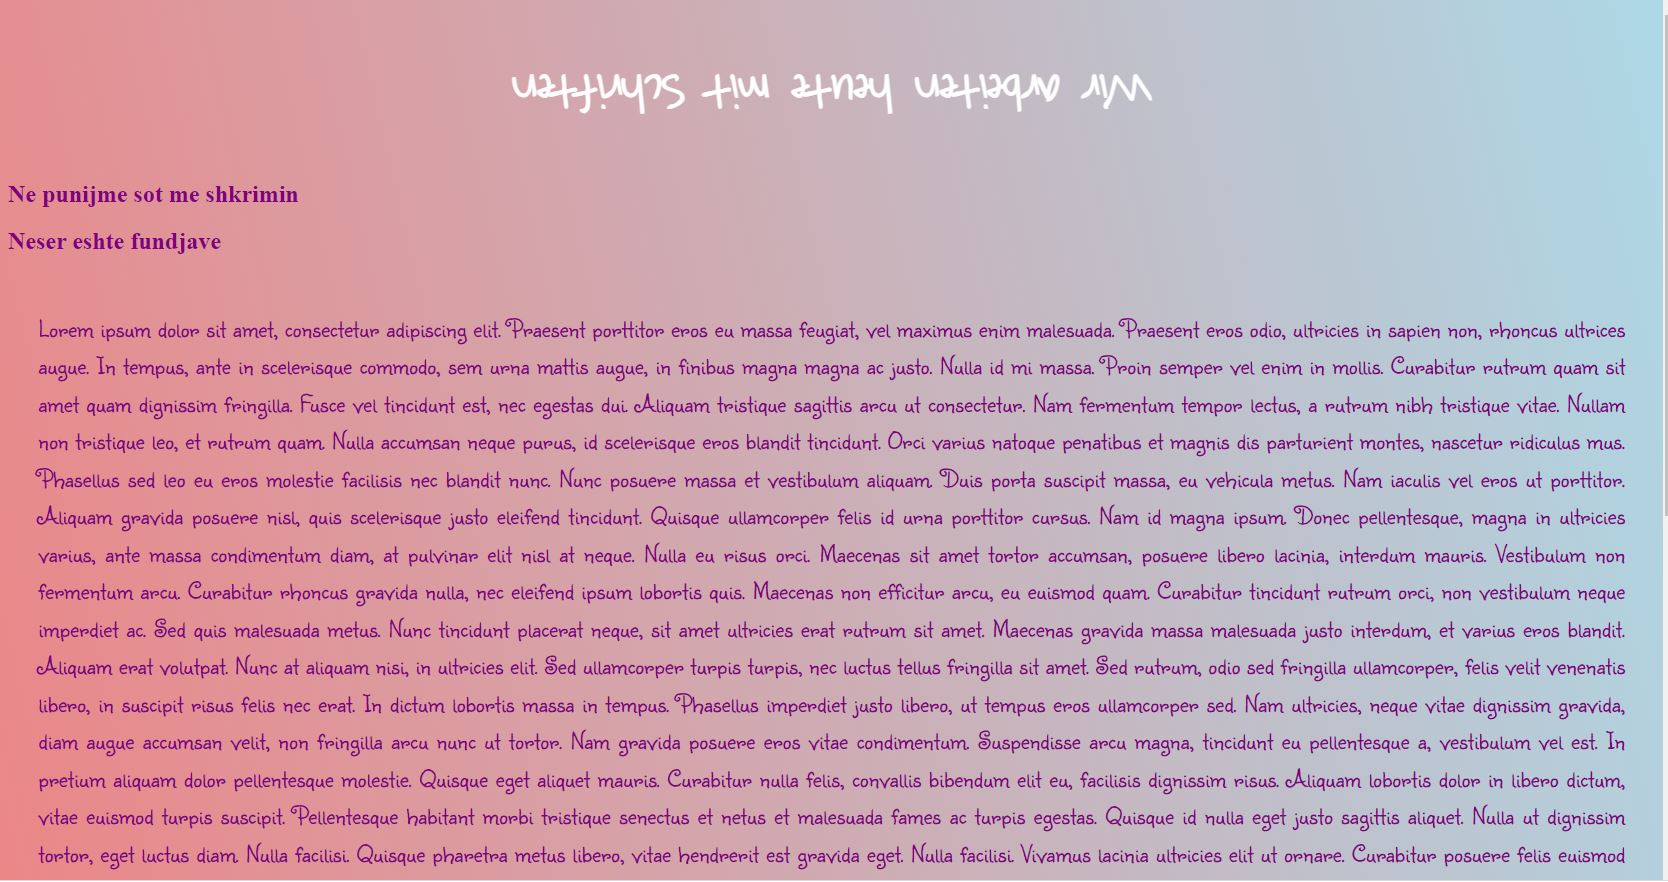 Wir arbeiten heute mit Schriften
Ne punijme sot me shkrimin
Neser eshte fundjave
Lorem ipsum dolor sit amet, consectetur adipiscing elit. Praesent porttitor eros eu massa feugiat, vel maximus enim malesuada. Praesent eros odio, ultricies in sapien non, rhoncus ultrices
augue. In tempus, ante in scelerisque commodo, sem urna mattis augue, in finibus magna magna ac justo. Nulla id mi massa. Proin semper vel enim in mollis. Curabitur rutrum quam sit
amet quam dignissim fringilla. Fusce vel tincidunt est, nec egestas dui. Aliquam tristique sagittis arcu ut consectetur. Nam fermentum tempor lectus, a rutrum nibh tristique vitae. Nullam
non tristique leo, et rutrum quam. Nulla accumsan neque purus, id scelerisque eros blandit tincidunt. Orci varius natoque penatibus et magnis dis parturient montes, nascetur ridiculus mus.
Phasellus sed leo eu eros molestie facilisis nec blandit nunc. Nunc posuere massa et vestibulum aliquam. Duis porta suscipit massa, eu vehicula metus. Nam iaculis vel eros ut porttitor.
Aliquam gravida posuere nisl, quis scelerisque justo eleifend tincidunt. Quisque ullamcorper felis id urna porttitor cursus. Nam id magna ipsum. Donec pellentesque, magna in ultricies
varius, ante massa condimentum diam, at pulvinar elit nisl at neque. Nulla eu risus orci. Maecenas sit amet tortor accumsan, posuere libero lacinia, interdum mauris. Vestibulum non
fermentum arcu. Curabitur rhoncus gravida nulla, nec eleifend ipsum lobortis quis. Maecenas non efficitur arcu, eu euismod quam. Curabitur tincidunt rutrum orci, non vestibulum neque
imperdiet ac. Sed quis malesuada metus. Nunc tincidunt placerat neque, sit amet ultricies erat rutrum sit amet. Maecenas gravida massa malesuada justo interdum, et varius eros blandit.
Aliquam erat volutpat. Nunc at aliquam nisi, in ultricies elit. Sed ullamcorper turpis turpis, nec luctus tellus fringilla sit amet. Sed rutrum, odio sed fringilla ullamcorper, felis velit venenatis
libero, in suscipit risus felis nec erat. In dictum lobortis massa in tempus. Phasellus imperdiet justo libero, ut tempus eros ullamcorper sed. Nam ultricies, neque vitae dignissim gravida,
diam augue accumsan velit, non fringilla arcu nunc ut tortor. Nam gravida posuere eros vitae condimentum. Suspendisse arcu magna, tincidunt eu pellentesque a, vestibulum vel est. In
pretium aliquam dolor pellentesque molestie. Quisque eget aliquet mauris. Curabitur nulla felis, convallis bibendum elit eu, facilisis dignissim risus. Aliquam lobortis dolor in libero dictum,
vitae euismod turpis suscipit. Pellentesque habitant morbi tristique senectus et netus et malesuada fames ac turpis egestas. Quisque id nulla eget justo sagittis aliquet. Nulla ut dignissim
tortor, eget luctus diam. Nulla facilisi. Quisque pharetra metus libero, vitae hendrerit est gravida eget. Nulla facilisi. Vivamus lacinia ultricies elit ut ornare. Curabitur posuere felis euismod